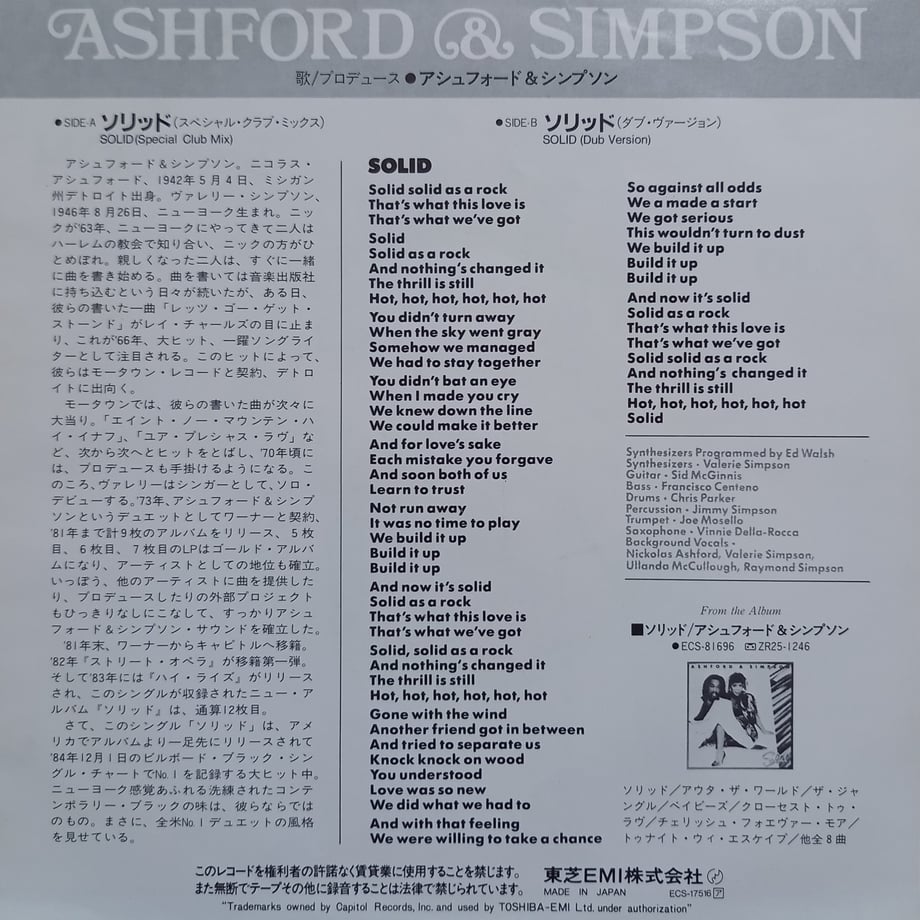 ASHFORD & SIMPSON
歌/プロデュース●アシュフォード&シンプソン
●SIDE-A ソリッド(スペシャル・クラブ・ミックス)
SOLID(Special Club Mix)
●SIDE-B ソリッド(ダブ・ヴァージョン)
SOLID (Dub Version)
アシュフォード&シンプソン。ニコラス・
アシュフォード、1942年5月4日、ミシガン
州デトロイト出身。ヴァレリー・シンプソン、
1946年8月26日、ニューヨーク生まれ。ニッ
クが'63年、ニューヨークにやってきて二人は
ハーレムの教会で知り合い、ニックの方がひ
とめぼれ。親しくなった二人は、すぐに一緒
に曲を書き始める。曲を書いては音楽出版社
に持ち込むという日々が続いたが、ある日、
彼らの書いた一曲「レッツ・ゴー・ゲット・
ストーンド」がレイ・チャールズの目に止ま
り、これが'66年、大ヒット、一躍ソングライ
ターとして注目される。このヒットによって、
彼らはモータウン・レコードと契約、デトロ
イトに出向く。
モータウンでは、彼らの書いた曲が次々に
大当り。「エイント・ノー・マウンテン・ハ
イ・イナフ」、「ユア・プレシャス・ラヴ」な
ど、次から次へとヒットをとばし、'70年頃に
は、プロデュースも手掛けるようになる。こ
のころ、ヴァレリーはシンガーとして、ソロ・
デビューする。'73年、アシュフォード&シンプ
ソンというデュエットとしてワーナーと契約、
'81年まで計9枚のアルバムをリリース、5枚
目、6枚目、7枚目のLPはゴールド・アルバ
ムになり、アーティストとしての地位も確立。
いっぽう、他のアーティストに曲を提供した
り、プロデュースしたりの外部プロジェクト
もひっきりなしにこなして、すっかりアシュ
フォード&シンプソン・サウンドを確立した。
'81年末、ワーナーからキャピトルへ移籍。
'82年『ストリート・オペラ』が移籍第一弾。
そして'83年には『ハイ・ライズ』がリリース
され、このシングルが収録されたニュー・ア
ルバム『ソリッド』は、通算12枚目。
さて、このシングル「ソリッド」は、アメ
リカでアルバムより一足先にリリースされて
'84年12月1日のビルボード・ブラック・シン
グル・チャートでNo.1を記録する大ヒット中。
ニューヨーク感覚あふれる洗練されたコンテ
ンポラリー・ブラックの味は、彼らならでは
のもの。まさに、全米No.1デュエットの風格
を見せている。
SOLID
Solid solid as a rock
That's what this love is
That's what we've got
Solid
Solid as a rock
And nothing's changed it
The thrill is still
Hot, hot, hot, hot, hot, hot
You didn't turn away
When the sky went gray
Somehow we managed
We had to stay together
You didn't bat an eye
When I made you cry
We knew down the line
We could make it better
And for love's sake
Each mistake you forgave
And soon both of us
Learn to trust
Not run away
It was no time to play
We build it up
Build it up
Build it up
And now it's solid
Solid as a rock
That's what this love is
That's what we've got
Solid, solid as a rock
And nothing's changed it
The thrill is still
Hot, hot, hot, hot, hot, hot
Gone with the wind
Another friend got in between
And tried to separate us
Knock knock on wood
You understood
Love was so new
We did what we had to
And with that feeling
We were willing to take a chance
So against all odds
We a made a start
We got serious
This wouldn't turn to dust
We build it up
Build it up
Build it up
And now it's solid
Solid as a rock
That's what this love is
That's what we've got
Solid solid as a rock
And nothing's changed it
The thrill is still
Hot, hot, hot, hot, hot, hot
Solid
Synthesizers Programmed by Ed Walsh
Synthesizers・Valerie Simpson
Guitar・Sid McGinnis
Bass・Francisco Centeno
Drums・Chris Parker
Percussion・Jimmy Simpson
Trumpet・Joe Mosello
Saxophone・Vinnie Della-Rocca
Background Vocals・
Nickolas Ashford, Valerie Simpson,
Ullanda McCullough, Raymond Simpson
From the Album
■ソリッド/アシュフォード&シンプソン
●ECS-81696 ZR25-1246
ASHFORD & SIMPSON
Solid
ソリッド/アウタ・ザ・ワールド/ザ・ジャ
ングル/ベイビーズ/クローセスト・トゥ・
ラヴ/チェリッシュ・フォエヴァー・モア/
トゥナイト・ウィ・エスケイプ/他全8曲
このレコードを権利者の許諾なく賃貸業に使用することを禁じます。
また無断でテープその他に録音することは法律で禁じられています。
東芝EMI株式会社
MADE IN JAPAN ECS-17516 ア
"Trademarks owned by Capitol Records, Inc. and used by TOSHIBA-EMI Ltd. under authorization"